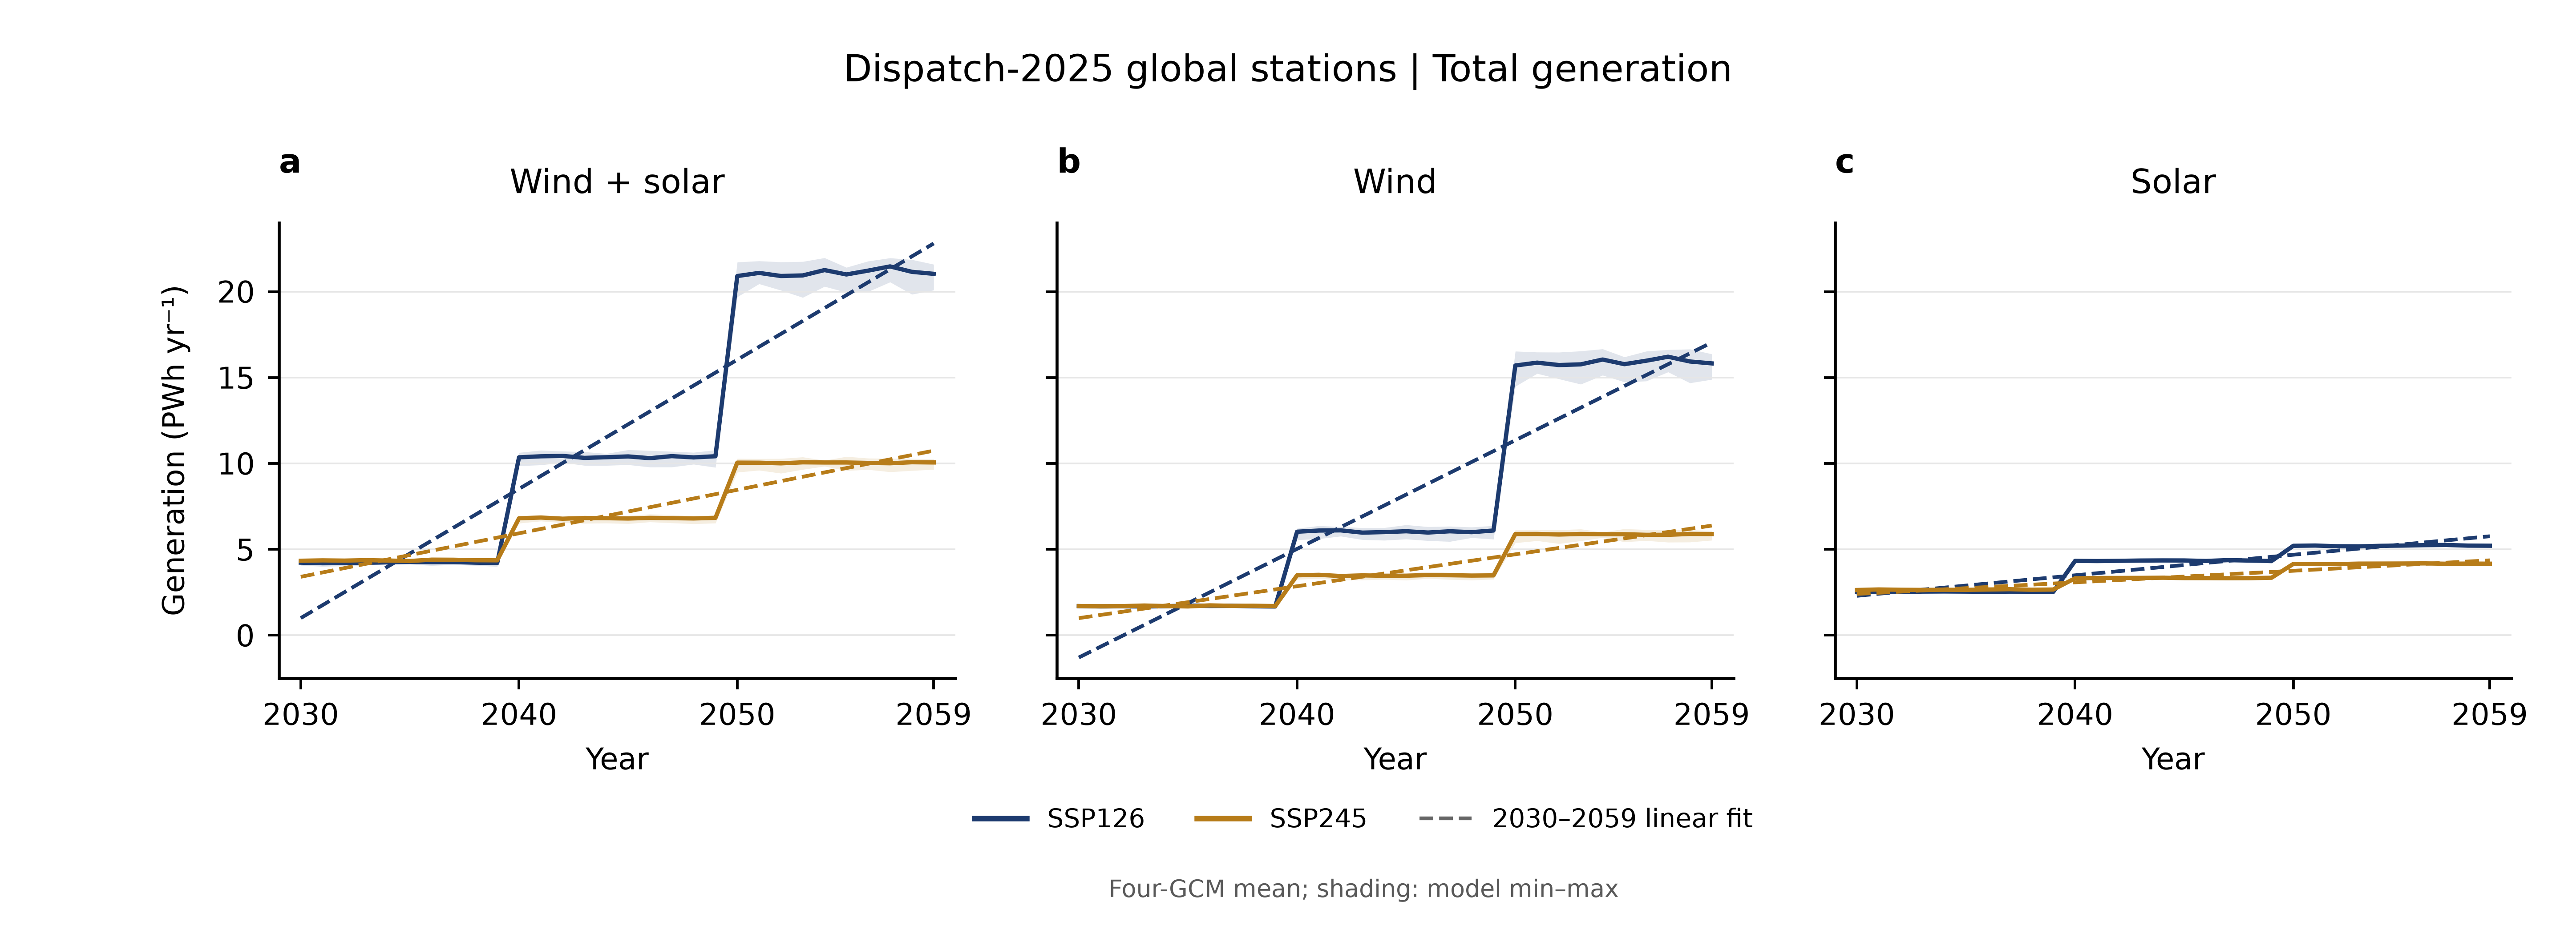 Dispatch-2025 global stations | Total generation
a
Wind + solar
b
Wind
c
Solar
Generation (PWh yr⁻¹)
20
15
10
5
0
2030 2040 2050 2059
2030 2040 2050 2059
2030 2040 2050 2059
Year
Year
Year
SSP126 SSP245 2030–2059 linear fit
Four-GCM mean; shading: model min–max